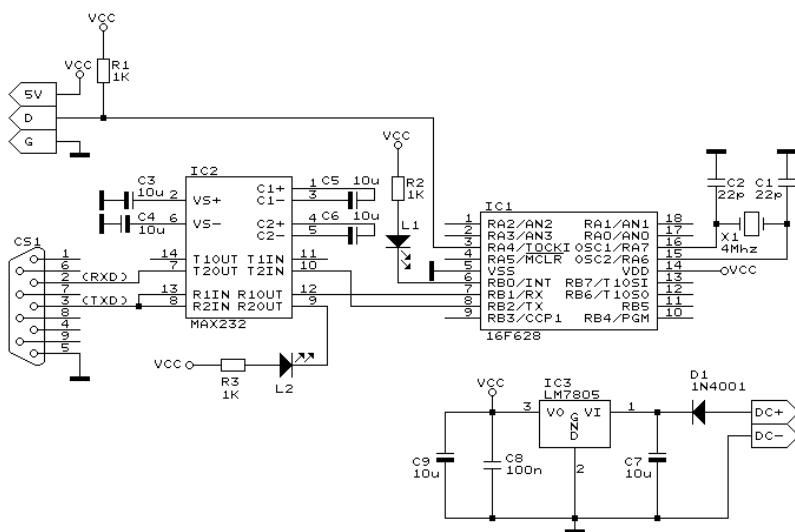 VCC
VCC
R1
1K
5V
D
G
VCC
R2
1K
L1
IC2
C3
10u
2 VS+
C4
10u
6 VS-
C1+ 1
C1- 3
C5 10u
C2+ 4
C2- 5
C6 10u
14 T1OUT T1IN 11
7 T2OUT T2IN 10
13 R1IN R1OUT 12
8 R2IN R2OUT 9
MAX232
CS1
1
6
2 (RXD)
7
3 (TXD)
8
4
9
5
VCC
R3
1K
L2
IC1
1 RA2/AN2 RA1/AN1 18
2 RA3/AN3 RA0/AN0 17
3 RA4/TOCKI OSC1/RA7 16
4 RA5/MCLR OSC2/RA6 15
5 VSS VDD 14 VCC
6 RB0/INT RB7/T1OSI 13
7 RB1/RX RB6/T1OSO 12
8 RB2/TX RB5 11
9 RB3/CCP1 RB4/PGM 10
16F628
C2
22p
C1
22p
X1
4Mhz
VCC
IC3
LM7805
3 VO GND VI 1
2
D1
1N4001
DC+
DC-
C9
10u
C8
100n
C7
10u